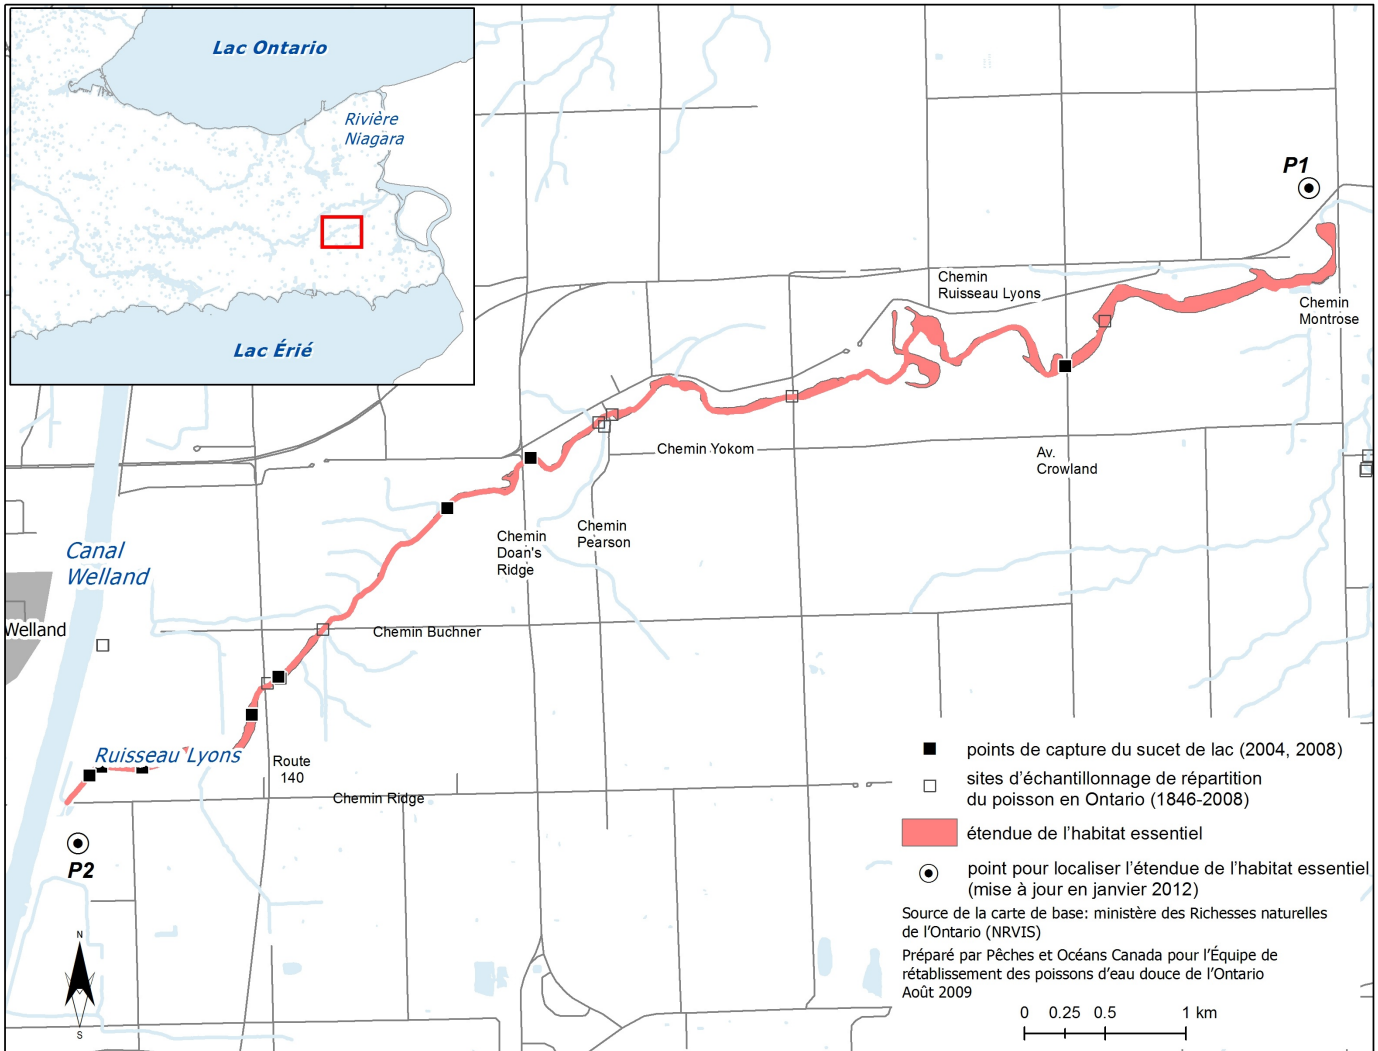 Lac Ontario
Rivière
Niagara
Lac Érié
P1
Chemin
Ruisseau Lyons
Chemin
Montrose
Chemin Yokom
Av.
Crowland
Chemin
Doan's
Ridge
Chemin
Pearson
Canal
Welland
Welland
Chemin Buchner
Ruisseau Lyons
Route
140
Chemin Ridge
P2
N
S
points de capture du sucet de lac (2004, 2008)
sites d'échantillonnage de répartition
du poisson en Ontario (1846-2008)
étendue de l'habitat essentiel
point pour localiser l'étendue de l'habitat essentiel
(mise à jour en janvier 2012)
Source de la carte de base: ministère des Richesses naturelles
de l'Ontario (NRVIS)
Préparé par Pêches et Océans Canada pour l'Équipe de
rétablissement des poissons d'eau douce de l'Ontario
Août 2009
0 0.25 0.5 1 km